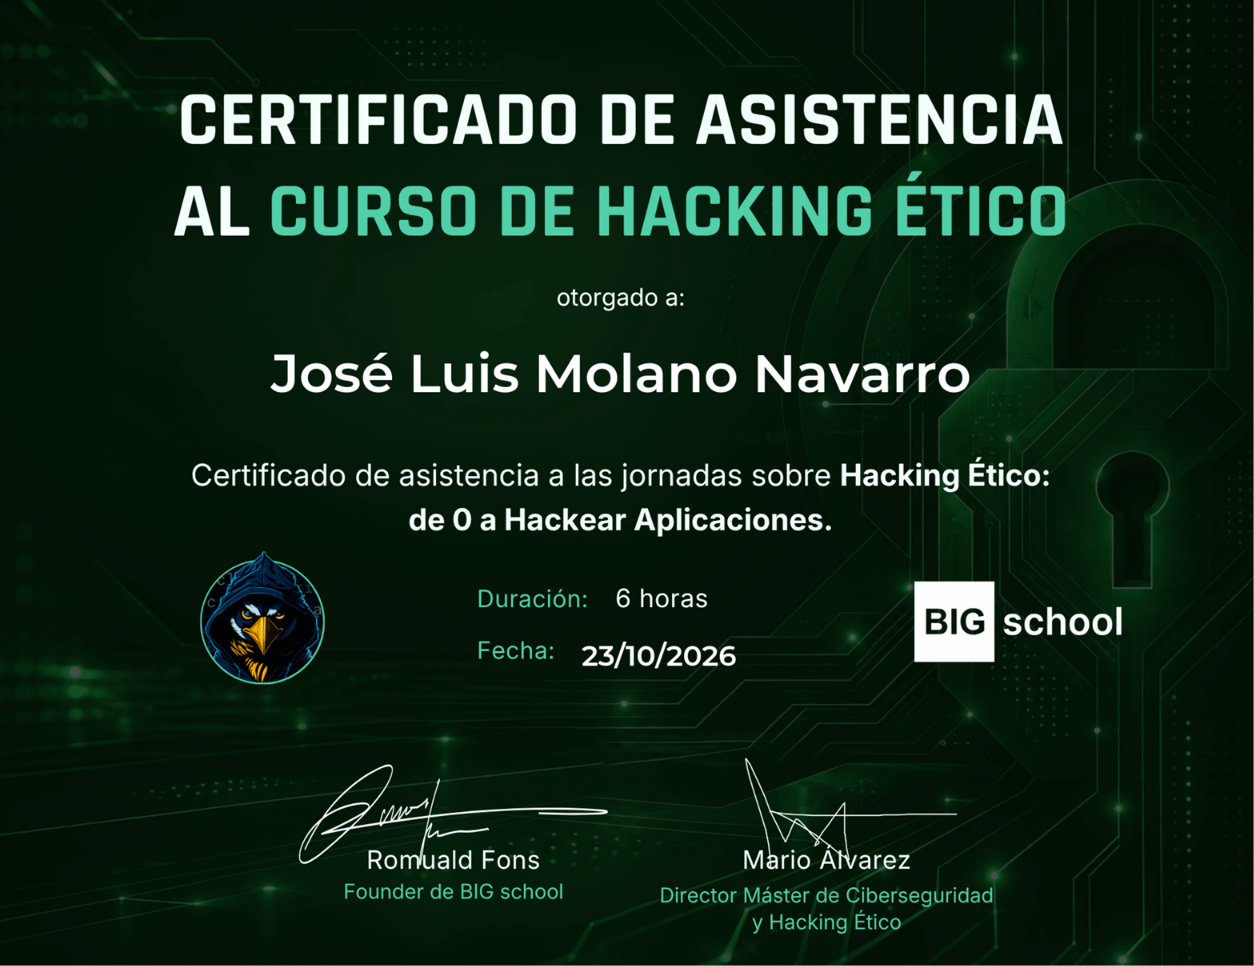 CERTIFICADO DE ASISTENCIA
AL CURSO DE HACKING ÉTICO
otorgado a:
José Luis Molano Navarro
Certificado de asistencia a las jornadas sobre Hacking Ético:
de 0 a Hackear Aplicaciones.
Duración: 6 horas
Fecha: 23/10/2026
BIG school
Romuald Fons
Founder de BIG school
Mario Álvarez
Director Máster de Ciberseguridad
y Hacking Ético